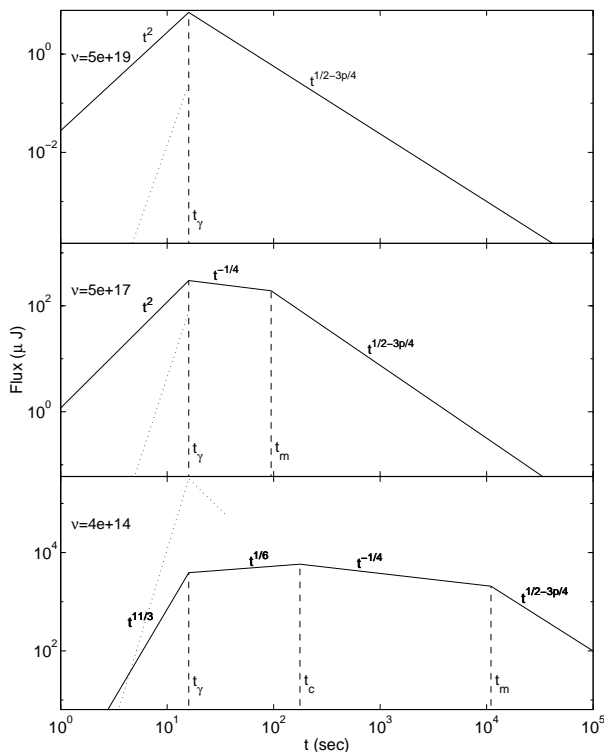 10^0
10^{-2}
ν=5e+19
t^2
t^{1/2−3p/4}
t_γ
10^2
10^0
ν=5e+17
t^2
t^{−1/4}
t^{1/2−3p/4}
t_γ
t_m
Flux (μ J)
10^4
10^2
ν=4e+14
t^{11/3}
t^{1/6}
t^{−1/4}
t^{1/2−3p/4}
t_γ
t_c
t_m
10^0 10^1 10^2 10^3 10^4 10^5
t (sec)